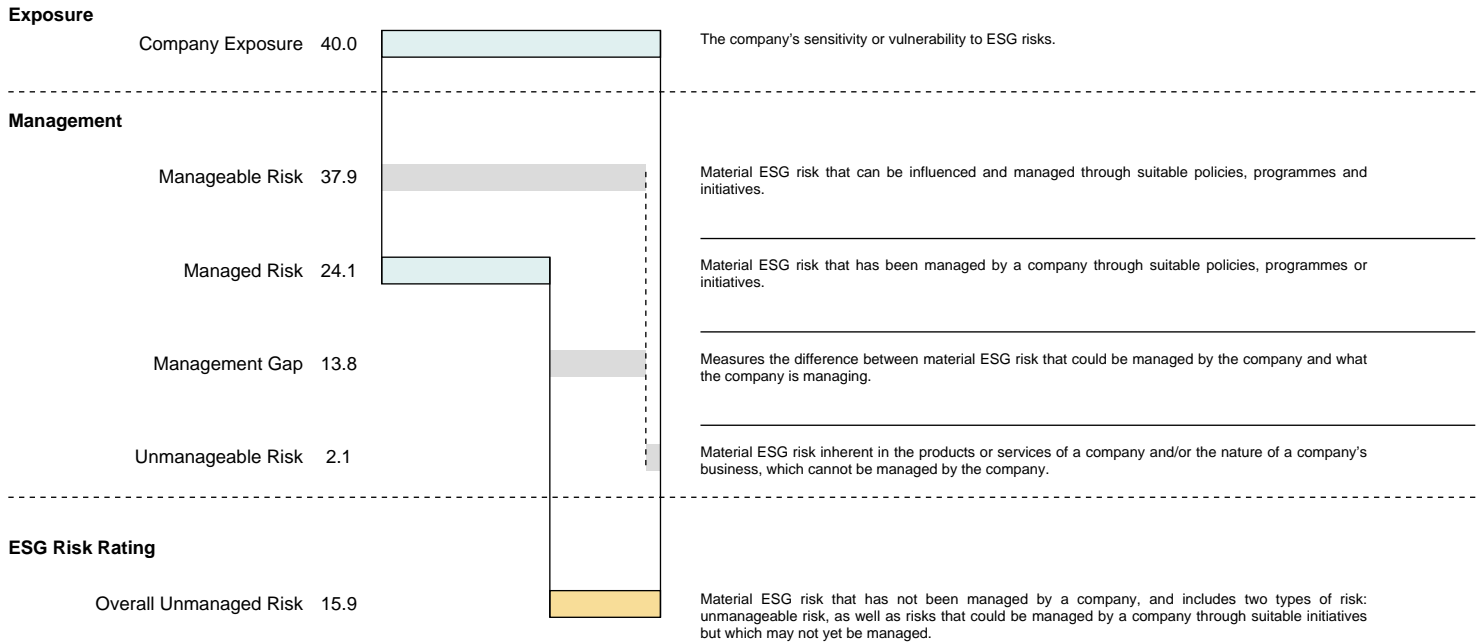 Exposure
Company Exposure 40.0
The company’s sensitivity or vulnerability to ESG risks.
Management
Manageable Risk 37.9
Material ESG risk that can be influenced and managed through suitable policies, programmes and
initiatives.
Managed Risk 24.1
Material ESG risk that has been managed by a company through suitable policies, programmes or
initiatives.
Management Gap 13.8
Measures the difference between material ESG risk that could be managed by the company and what
the company is managing.
Unmanageable Risk 2.1
Material ESG risk inherent in the products or services of a company and/or the nature of a company’s
business, which cannot be managed by the company.
ESG Risk Rating
Overall Unmanaged Risk 15.9
Material ESG risk that has not been managed by a company, and includes two types of risk:
unmanageable risk, as well as risks that could be managed by a company through suitable initiatives
but which may not yet be managed.